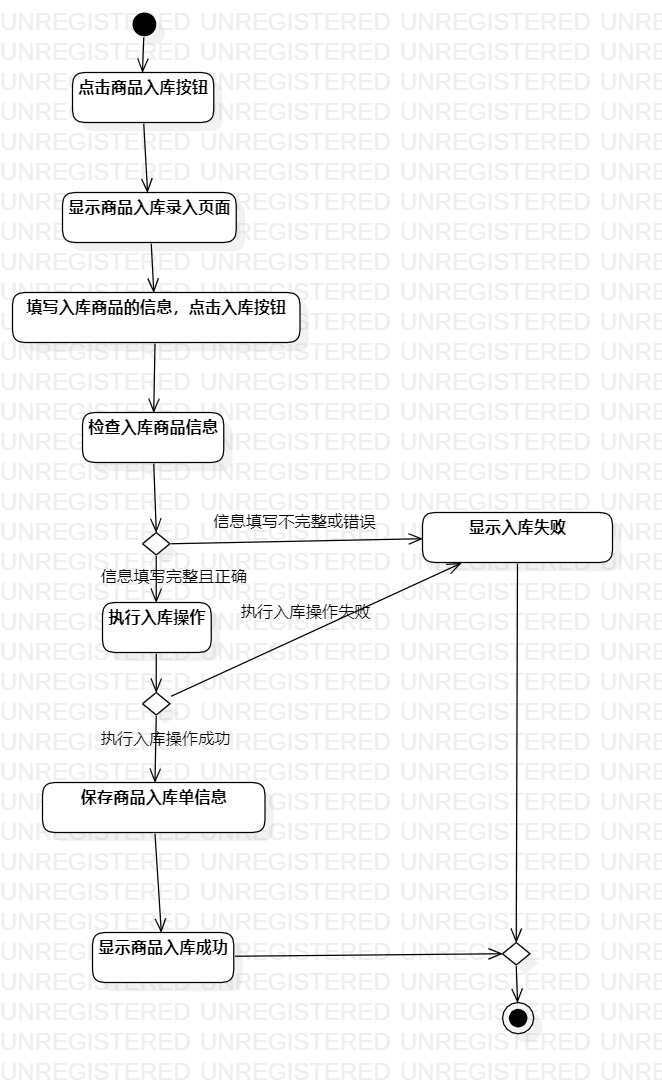 点击商品入库按钮
显示商品入库录入页面
填写入库商品的信息，点击入库按钮
检查入库商品信息
信息填写不完整或错误
显示入库失败
信息填写完整且正确
执行入库操作
执行入库操作失败
执行入库操作成功
保存商品入库单信息
显示商品入库成功
UNREGISTERED